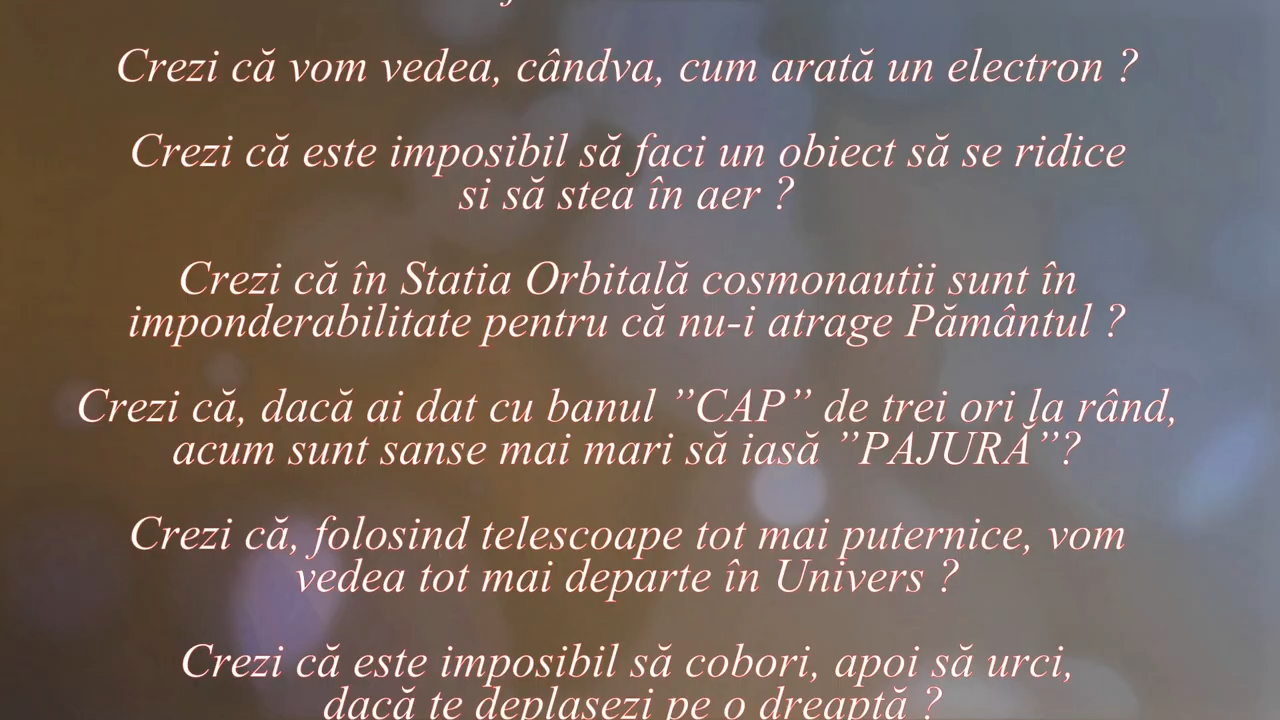 Crezi că vom vedea, cândva, cum arată un electron ?
Crezi că este imposibil să faci un obiect să se ridice
si să stea în aer ?
Crezi că în Statia Orbitală cosmonautii sunt în
imponderabilitate pentru că nu-i atrage Pământul ?
Crezi că, dacă ai dat cu banul ”CAP” de trei ori la rând,
acum sunt sanse mai mari să iasă ”PAJURĂ”?
Crezi că, folosind telescoape tot mai puternice, vom
vedea tot mai departe în Univers ?
Crezi că este imposibil să cobori, apoi să urci,
dacă te deplasezi pe o dreaptă ?